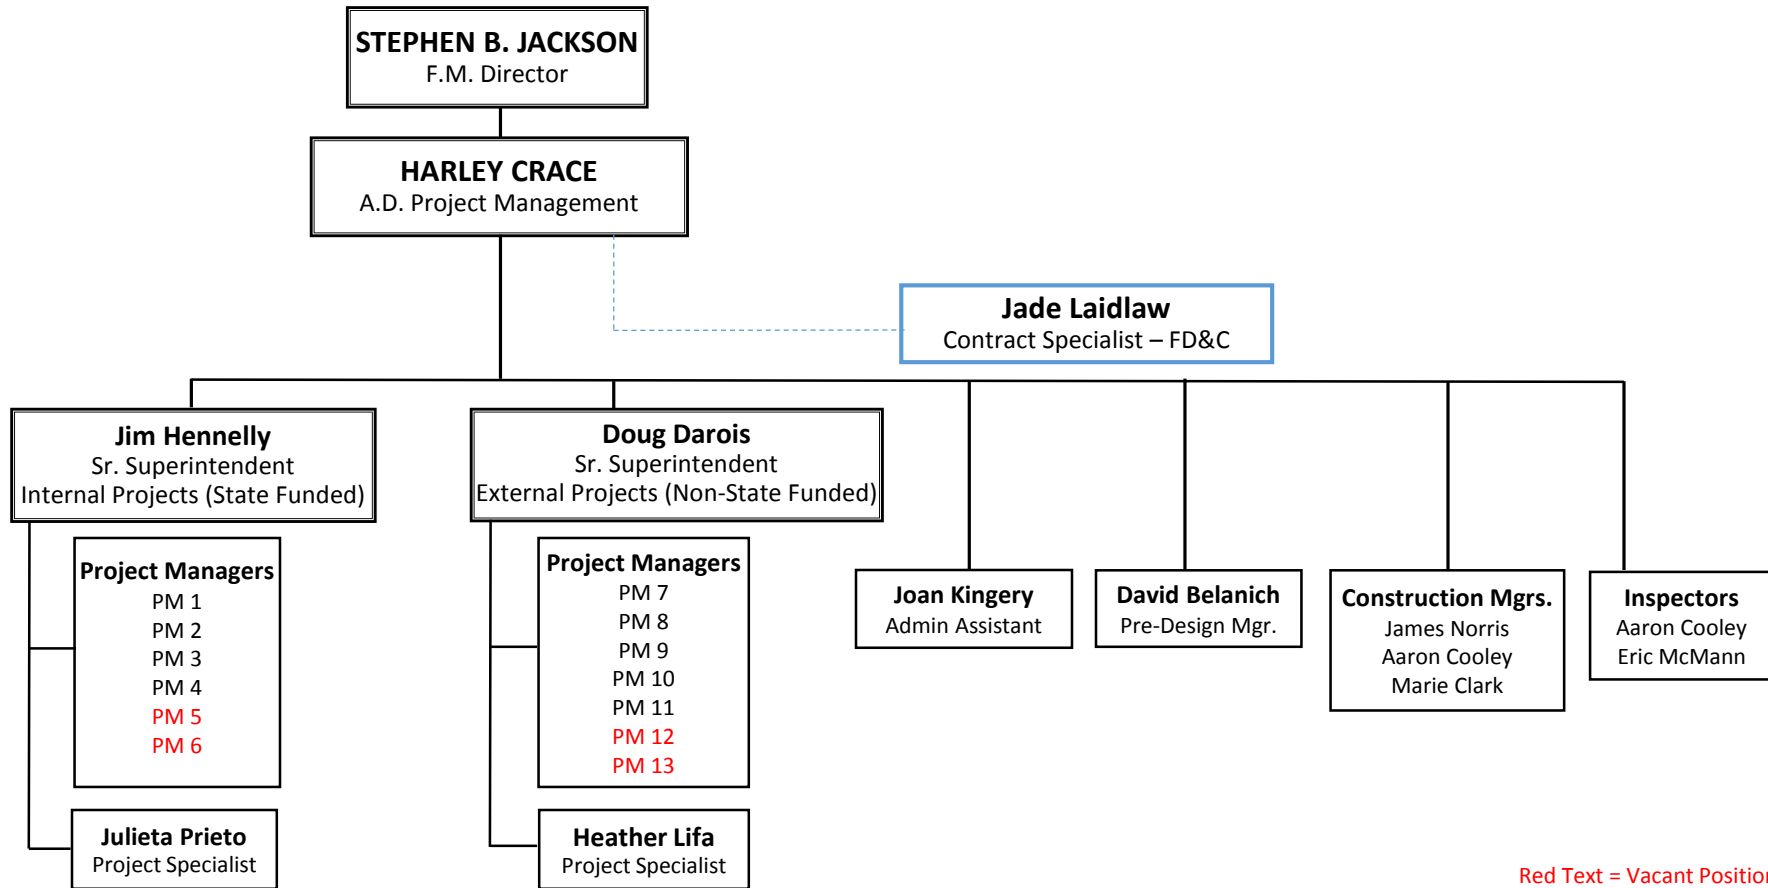 STEPHEN B. JACKSON
F.M. Director
HARLEY CRACE
A.D. Project Management
Jade Laidlaw
Contract Specialist – FD&C
Jim Hennelly
Sr. Superintendent
Internal Projects (State Funded)
Doug Darois
Sr. Superintendent
External Projects (Non-State Funded)
Project Managers
PM 1
PM 2
PM 3
PM 4
PM 5
PM 6
Project Managers
PM 7
PM 8
PM 9
PM 10
PM 11
PM 12
PM 13
Joan Kingery
Admin Assistant
David Belanich
Pre-Design Mgr.
Construction Mgrs.
James Norris
Aaron Cooley
Marie Clark
Inspectors
Aaron Cooley
Eric McMann
Julieta Prieto
Project Specialist
Heather Lifa
Project Specialist
Red Text = Vacant Position